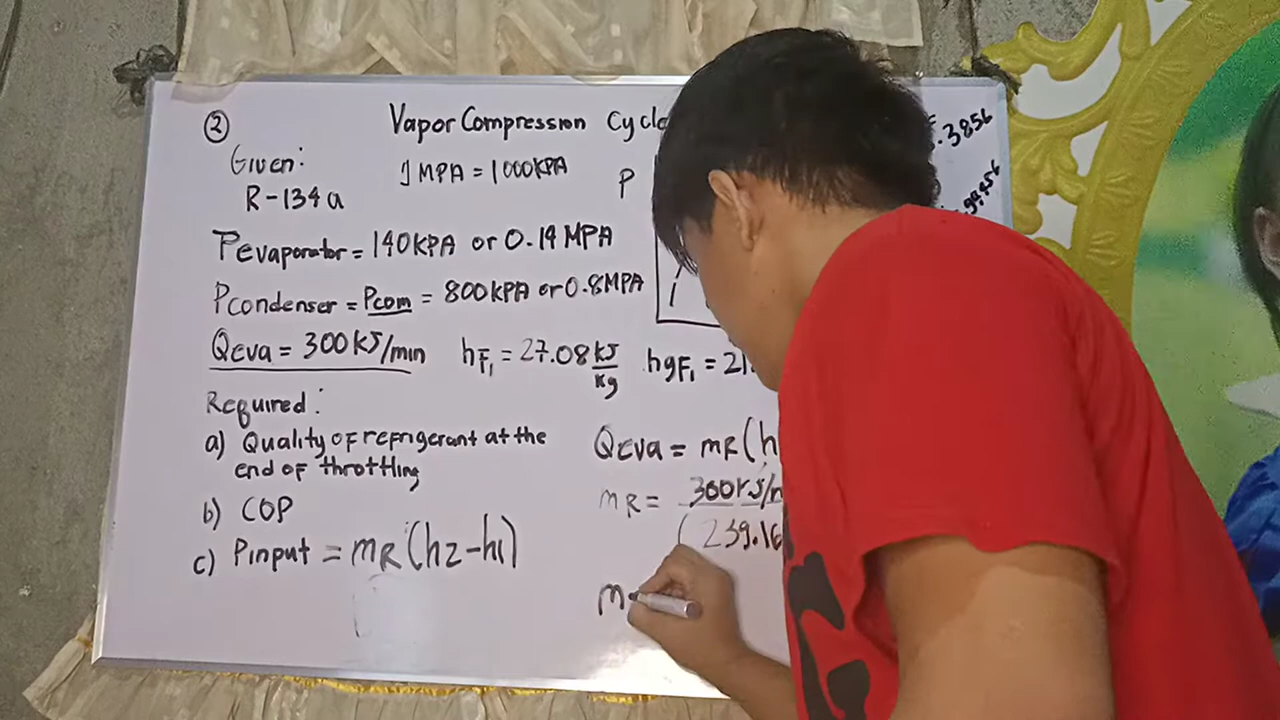 ②
Vapor Compression Cycle
Given:
1 MPA = 1000KPA
R-134a
P
.3856
Pevaporator = 140KPA or 0.14 MPA
Pcondenser = Pcom = 800KPA or 0.8MPA
QEva = 300 KJ/min
hF1 = 27.08 KJ/Kg
hgF1 = 21
Required:
a) Quality of refrigerant at the
end of throttling
QEVA = mR(h
mR = 300KJ/m
(239.16
b) COP
c) Pinput = mR(h2-h1)
m